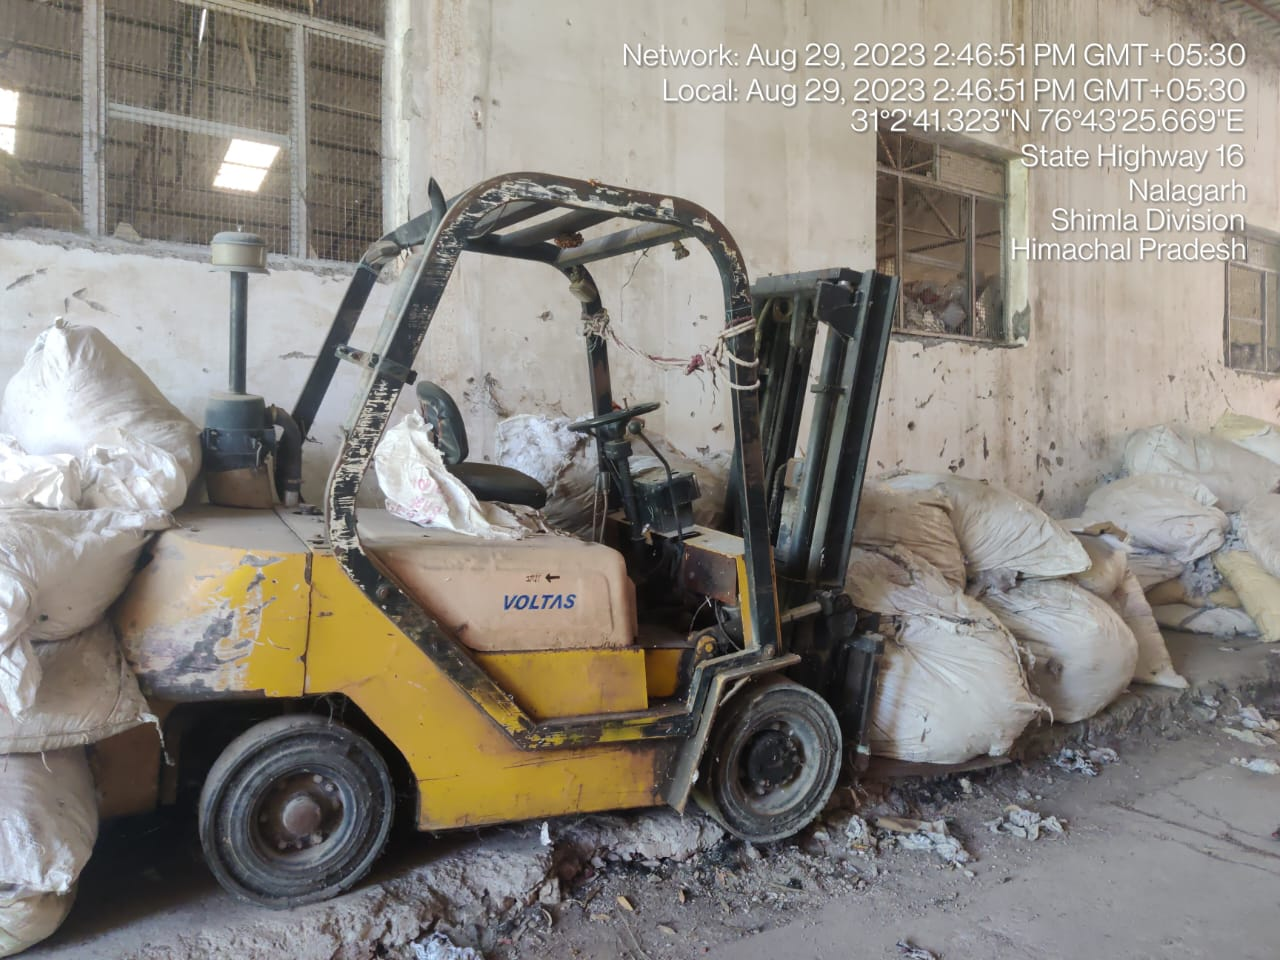 Network: Aug 29, 2023 2:46:51 PM GMT+05:30
Local: Aug 29, 2023 2:46:51 PM GMT+05:30
31°2'41.323"N 76°43'25.669"E
State Highway 16
Nalagarh
Shimla Division
Himachal Pradesh
VOLTAS